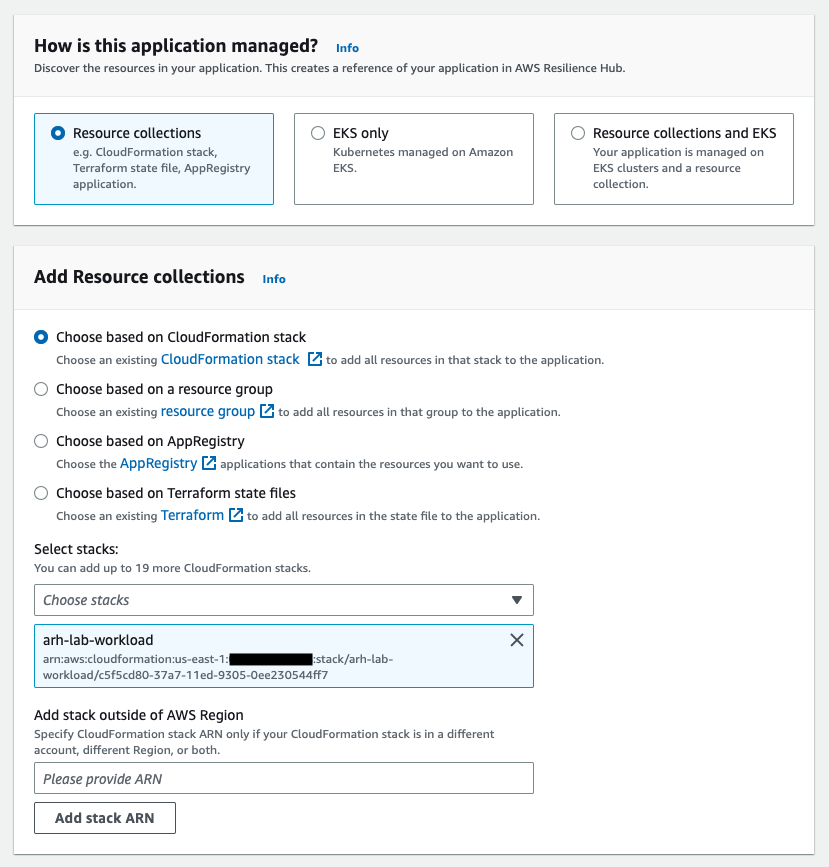 How is this application managed? Info
Discover the resources in your application. This creates a reference of your application in AWS Resilience Hub.
Resource collections
e.g. CloudFormation stack,
Terraform state file, AppRegistry
application.
EKS only
Kubernetes managed on Amazon
EKS.
Resource collections and EKS
Your application is managed on
EKS clusters and a resource
collection.
Add Resource collections Info
Choose based on CloudFormation stack
Choose an existing CloudFormation stack to add all resources in that stack to the application.
Choose based on a resource group
Choose an existing resource group to add all resources in that group to the application.
Choose based on AppRegistry
Choose the AppRegistry applications that contain the resources you want to use.
Choose based on Terraform state files
Choose an existing Terraform to add all resources in the state file to the application.
Select stacks:
You can add up to 19 more CloudFormation stacks.
Choose stacks
arh-lab-workload
arn:aws:cloudformation:us-east-1: :stack/arh-lab-
workload/c5f5cd80-37a7-11ed-9305-0ee230544ff7
Add stack outside of AWS Region
Specify CloudFormation stack ARN only if your CloudFormation stack is in a different
account, different Region, or both.
Please provide ARN
Add stack ARN